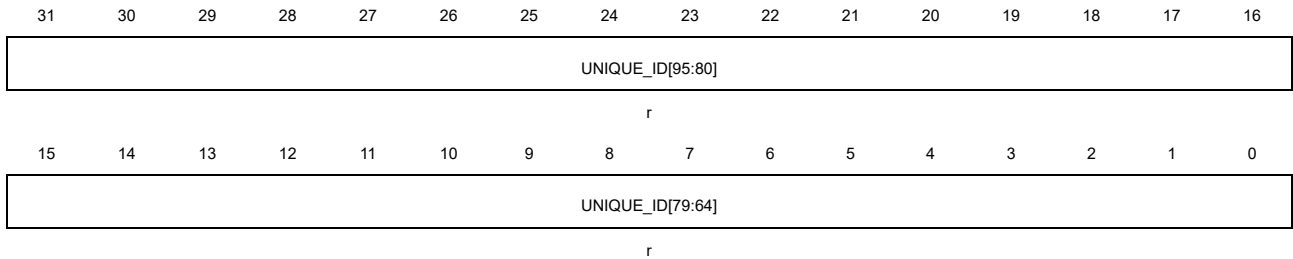 31 30 29 28 27 26 25 24 23 22 21 20 19 18 17 16
UNIQUE_ID[95:80]
r
15 14 13 12 11 10 9 8 7 6 5 4 3 2 1 0
UNIQUE_ID[79:64]
r